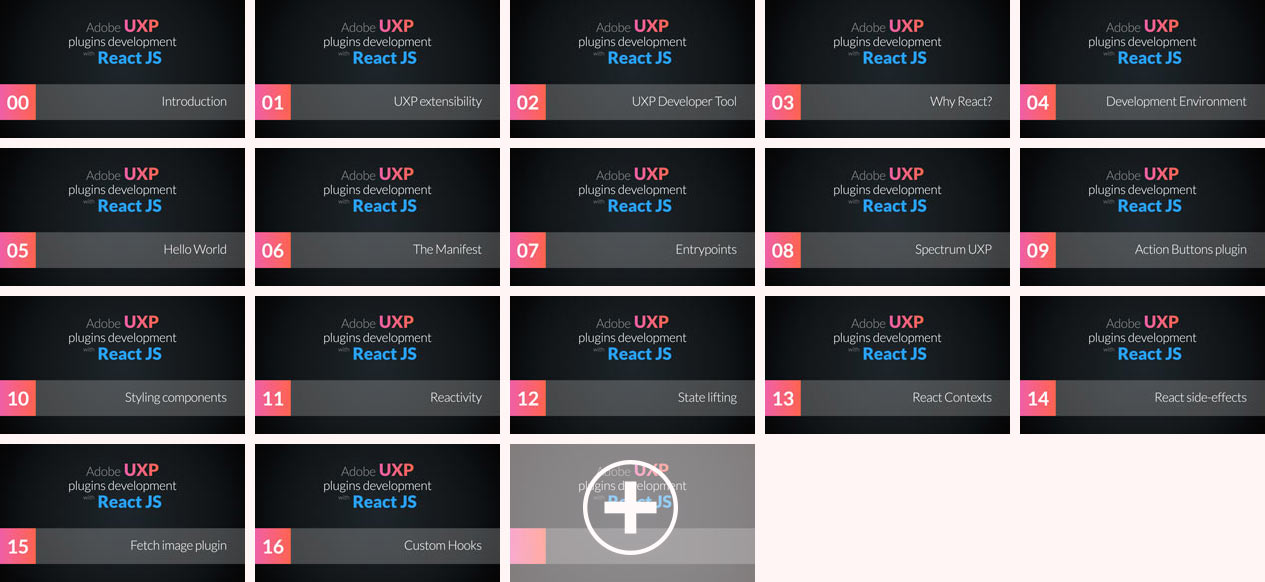 Adobe UXP
plugins development
with React JS
00 Introduction
Adobe UXP
plugins development
with React JS
01 UXP extensibility
Adobe UXP
plugins development
with React JS
02 UXP Developer Tool
Adobe UXP
plugins development
with React JS
03 Why React?
Adobe UXP
plugins development
with React JS
04 Development Environment
Adobe UXP
plugins development
with React JS
05 Hello World
Adobe UXP
plugins development
with React JS
06 The Manifest
Adobe UXP
plugins development
with React JS
07 Entrypoints
Adobe UXP
plugins development
with React JS
08 Spectrum UXP
Adobe UXP
plugins development
with React JS
09 Action Buttons plugin
Adobe UXP
plugins development
with React JS
10 Styling components
Adobe UXP
plugins development
with React JS
11 Reactivity
Adobe UXP
plugins development
with React JS
12 State lifting
Adobe UXP
plugins development
with React JS
13 React Contexts
Adobe UXP
plugins development
with React JS
14 React side-effects
Adobe UXP
plugins development
with React JS
15 Fetch image plugin
Adobe UXP
plugins development
with React JS
16 Custom Hooks
Adobe UXP
plugins development
React JS